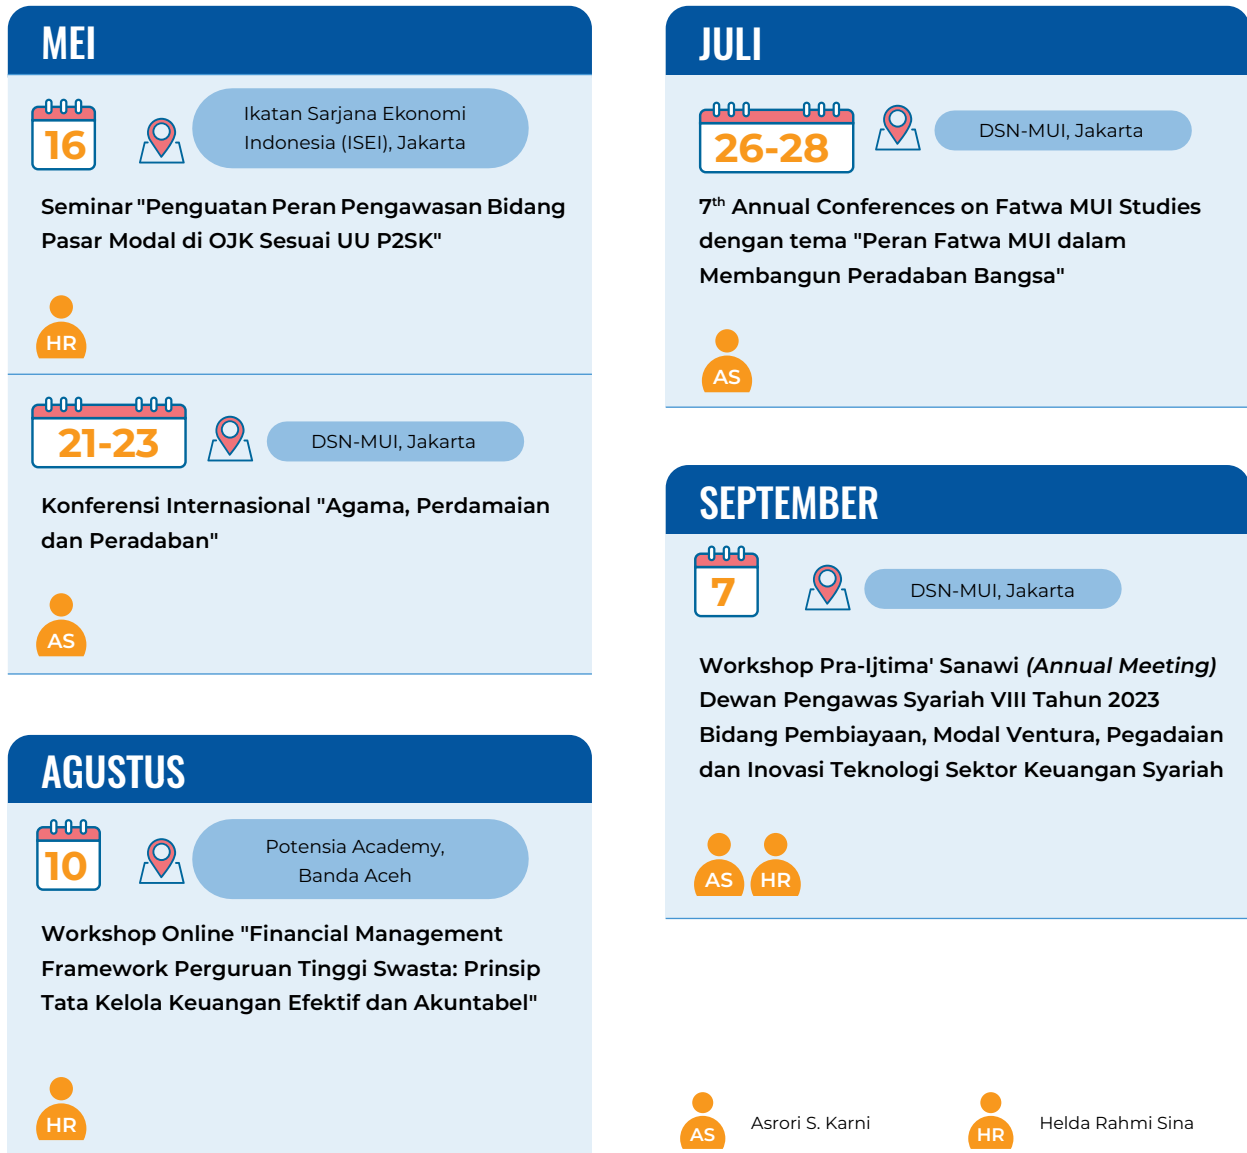 MEI
16
Ikatan Sarjana Ekonomi
Indonesia (ISEI), Jakarta
Seminar "Penguatan Peran Pengawasan Bidang
Pasar Modal di OJK Sesuai UU P2SK"
HR
21-23
DSN-MUI, Jakarta
Konferensi Internasional "Agama, Perdamaian
dan Peradaban"
AS
AGUSTUS
10
Potensia Academy,
Banda Aceh
Workshop Online "Financial Management
Framework Perguruan Tinggi Swasta: Prinsip
Tata Kelola Keuangan Efektif dan Akuntabel"
HR
JULI
26-28
DSN-MUI, Jakarta
7th Annual Conferences on Fatwa MUI Studies
dengan tema "Peran Fatwa MUI dalam
Membangun Peradaban Bangsa"
AS
SEPTEMBER
7
DSN-MUI, Jakarta
Workshop Pra-Ijtima' Sanawi (Annual Meeting)
Dewan Pengawas Syariah VIII Tahun 2023
Bidang Pembiayaan, Modal Ventura, Pegadaian
dan Inovasi Teknologi Sektor Keuangan Syariah
AS HR
AS Asrori S. Karni
HR Helda Rahmi Sina